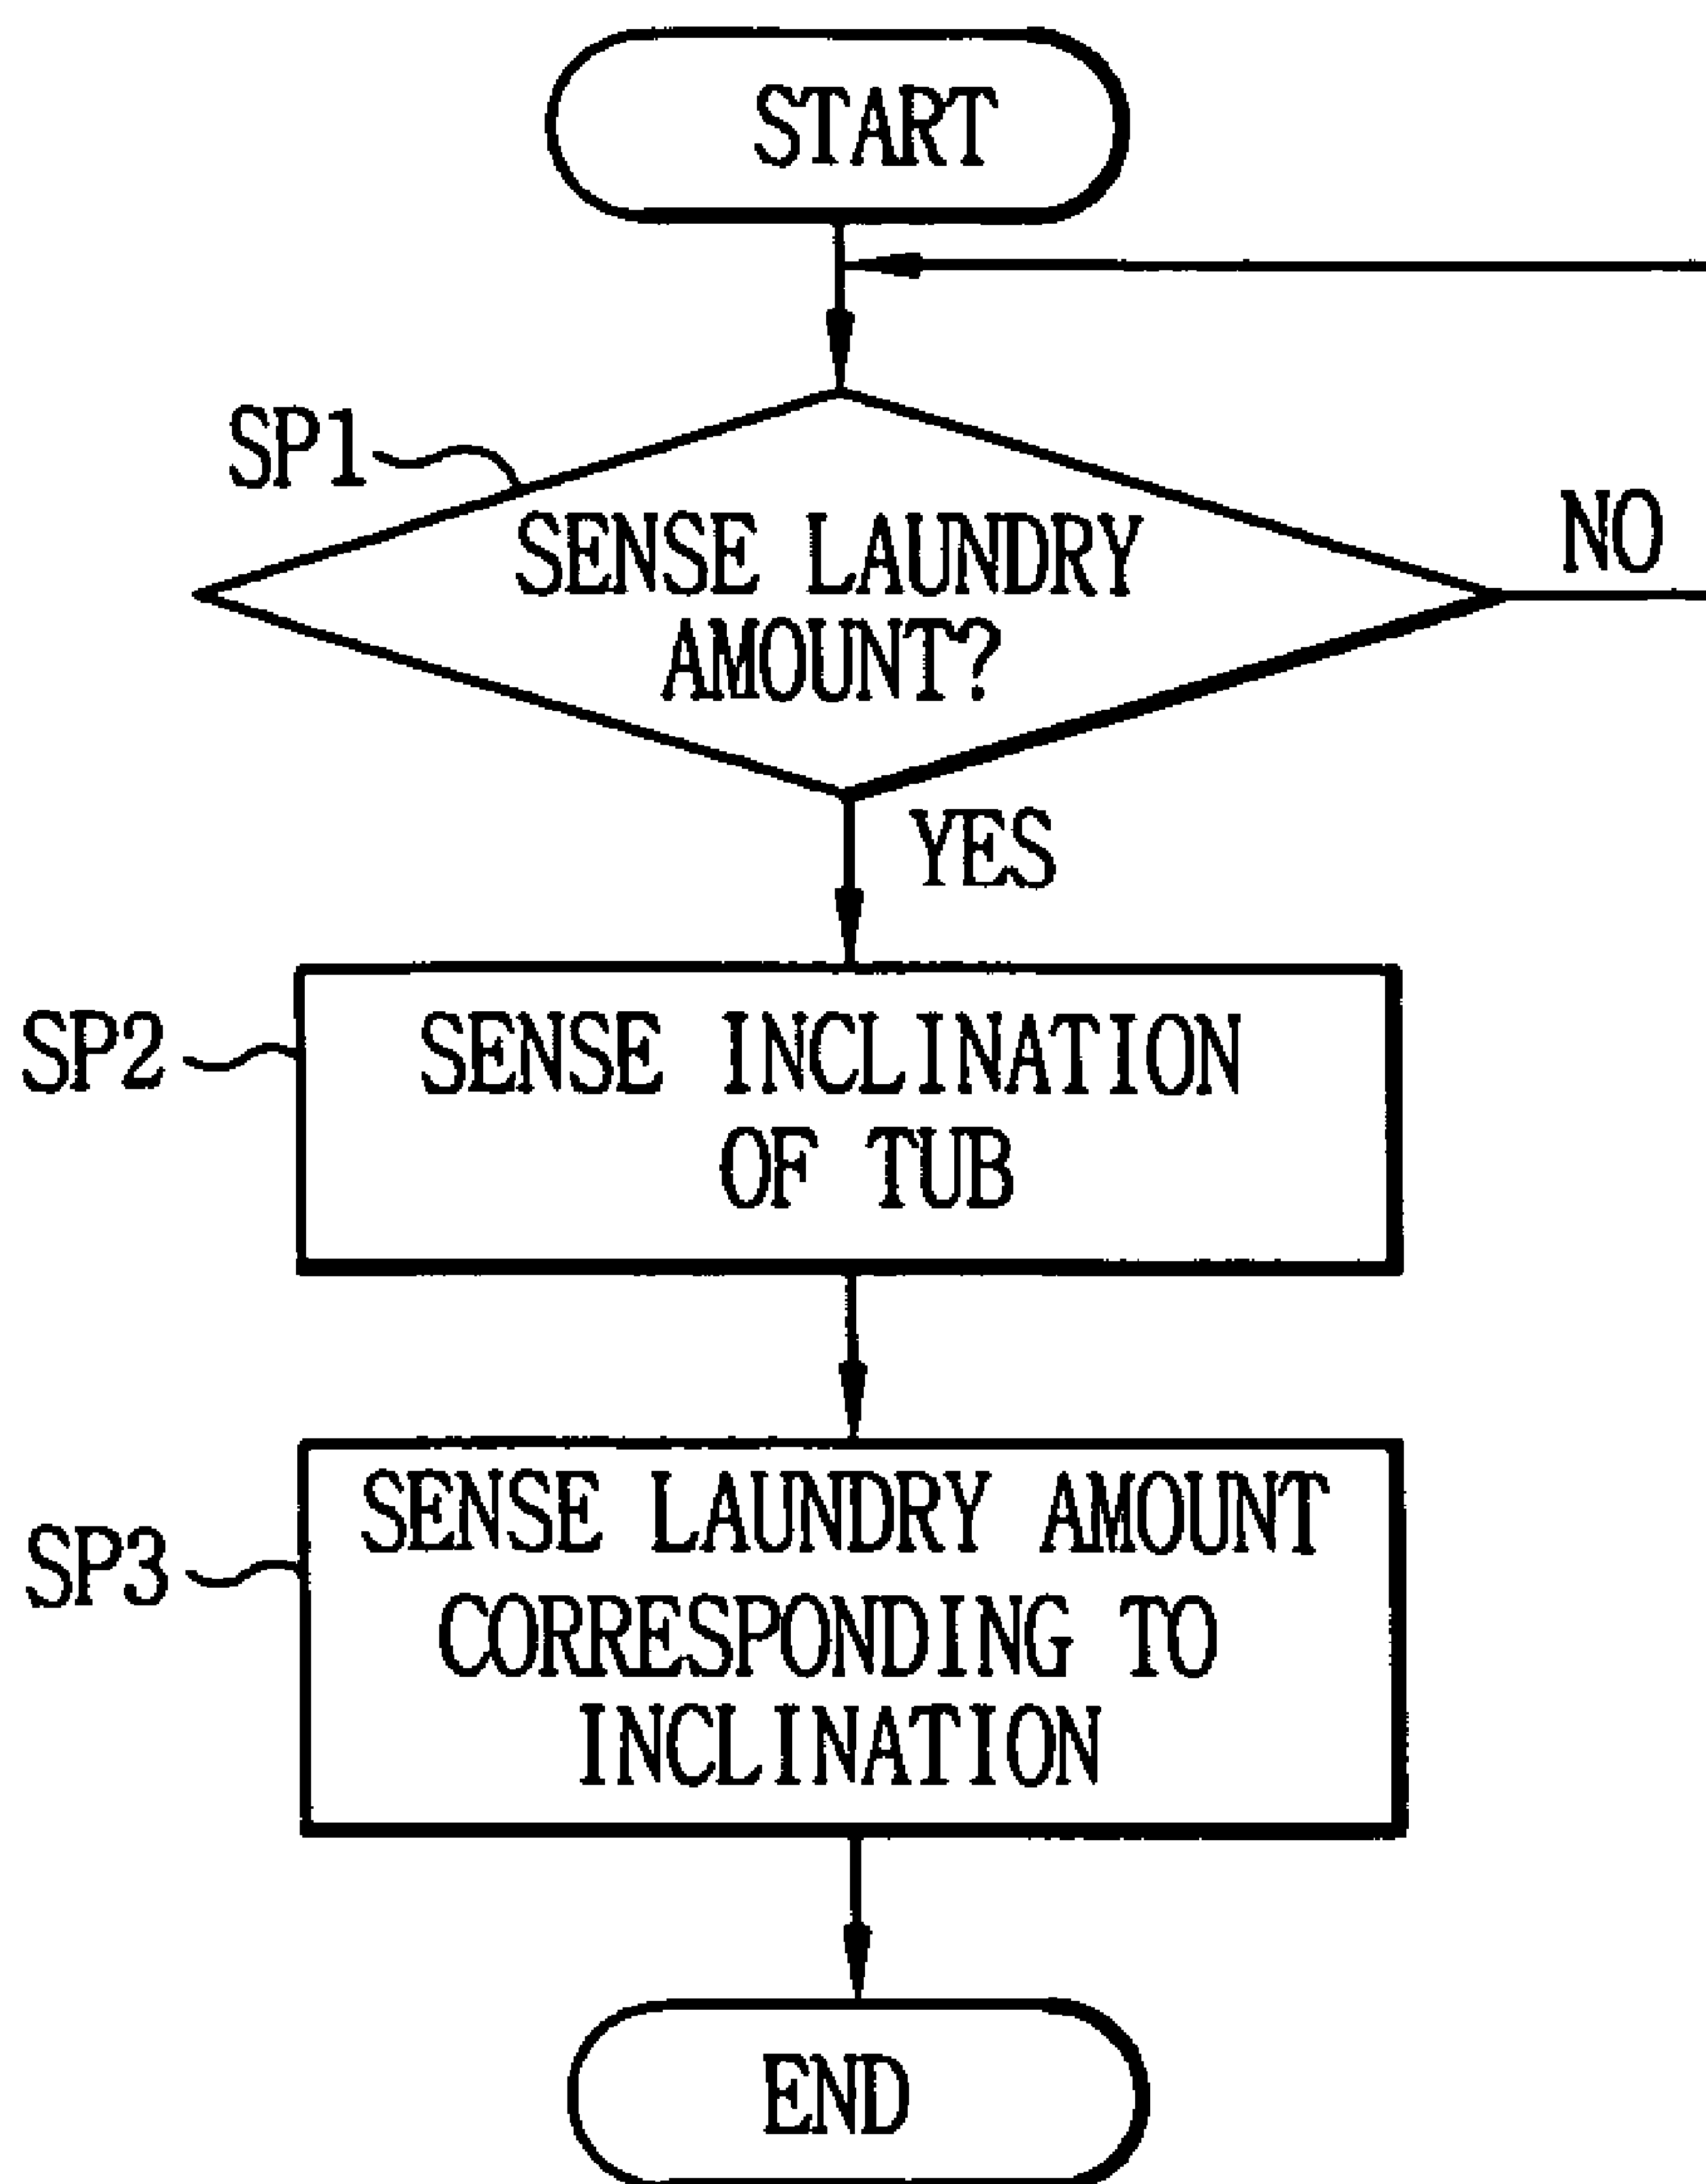 START
SP1
SENSE LAUNDRY
AMOUNT?
NO
YES
SP2
SENSE INCLINATION
OF TUB
SP3
SENSE LAUNDRY AMOUNT
CORRESPONDING TO
INCLINATION
END